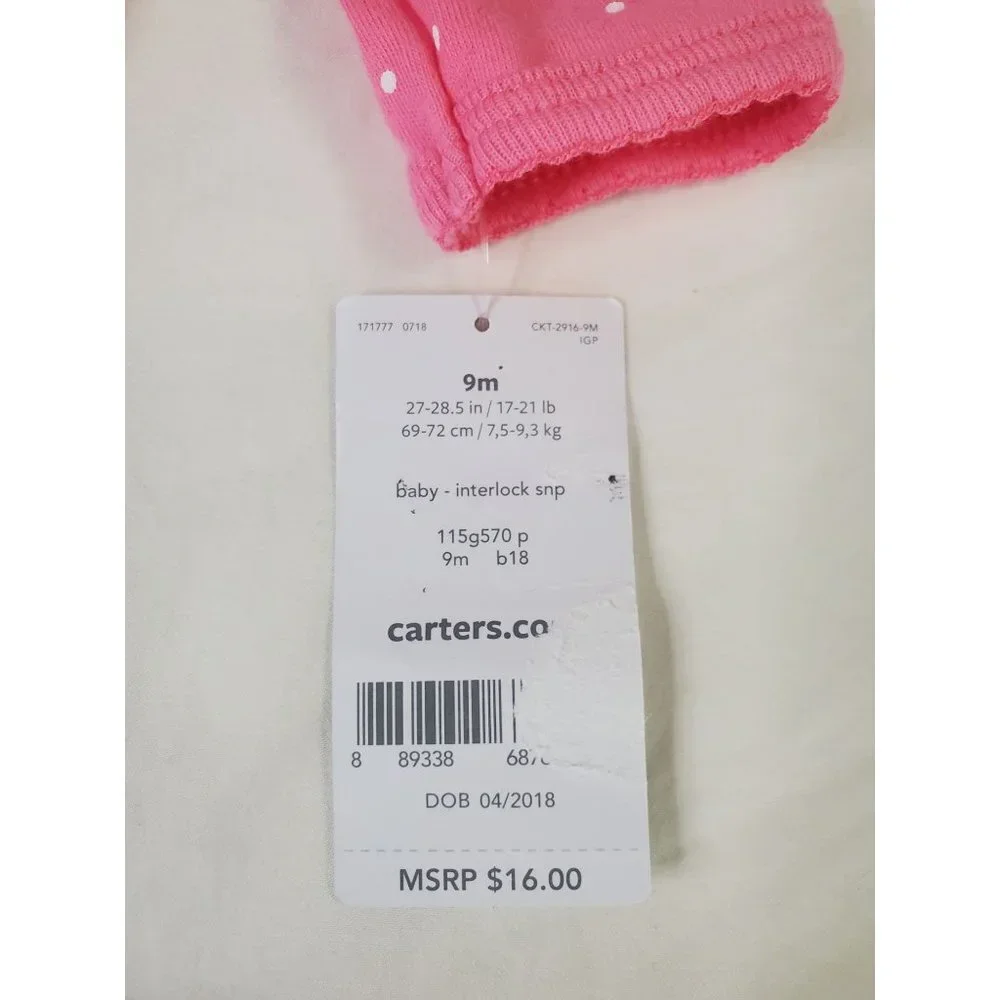 171777 0718
CKT-2916-9M
IGP
9m
27-28.5 in / 17-21 lb
69-72 cm / 7,5-9,3 kg
baby - interlock snp
115g570 p
9m b18
carters.co
8 89338 687
DOB 04/2018
MSRP $16.00